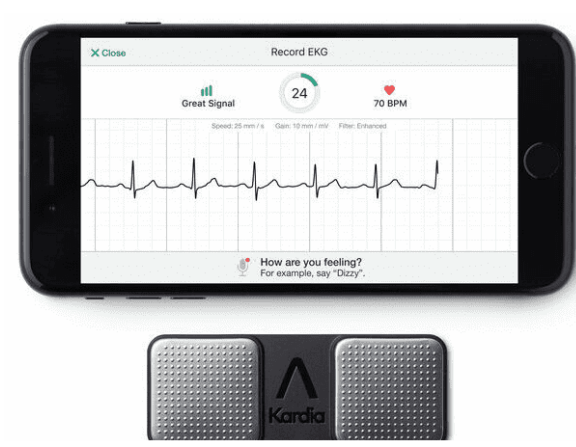 Close
Record EKG
24
Great Signal
70 BPM
Speed: 25 mm / s Gain: 10 mm / mV Filter: Enhanced
How are you feeling?
For example, say "Dizzy".
Kardia